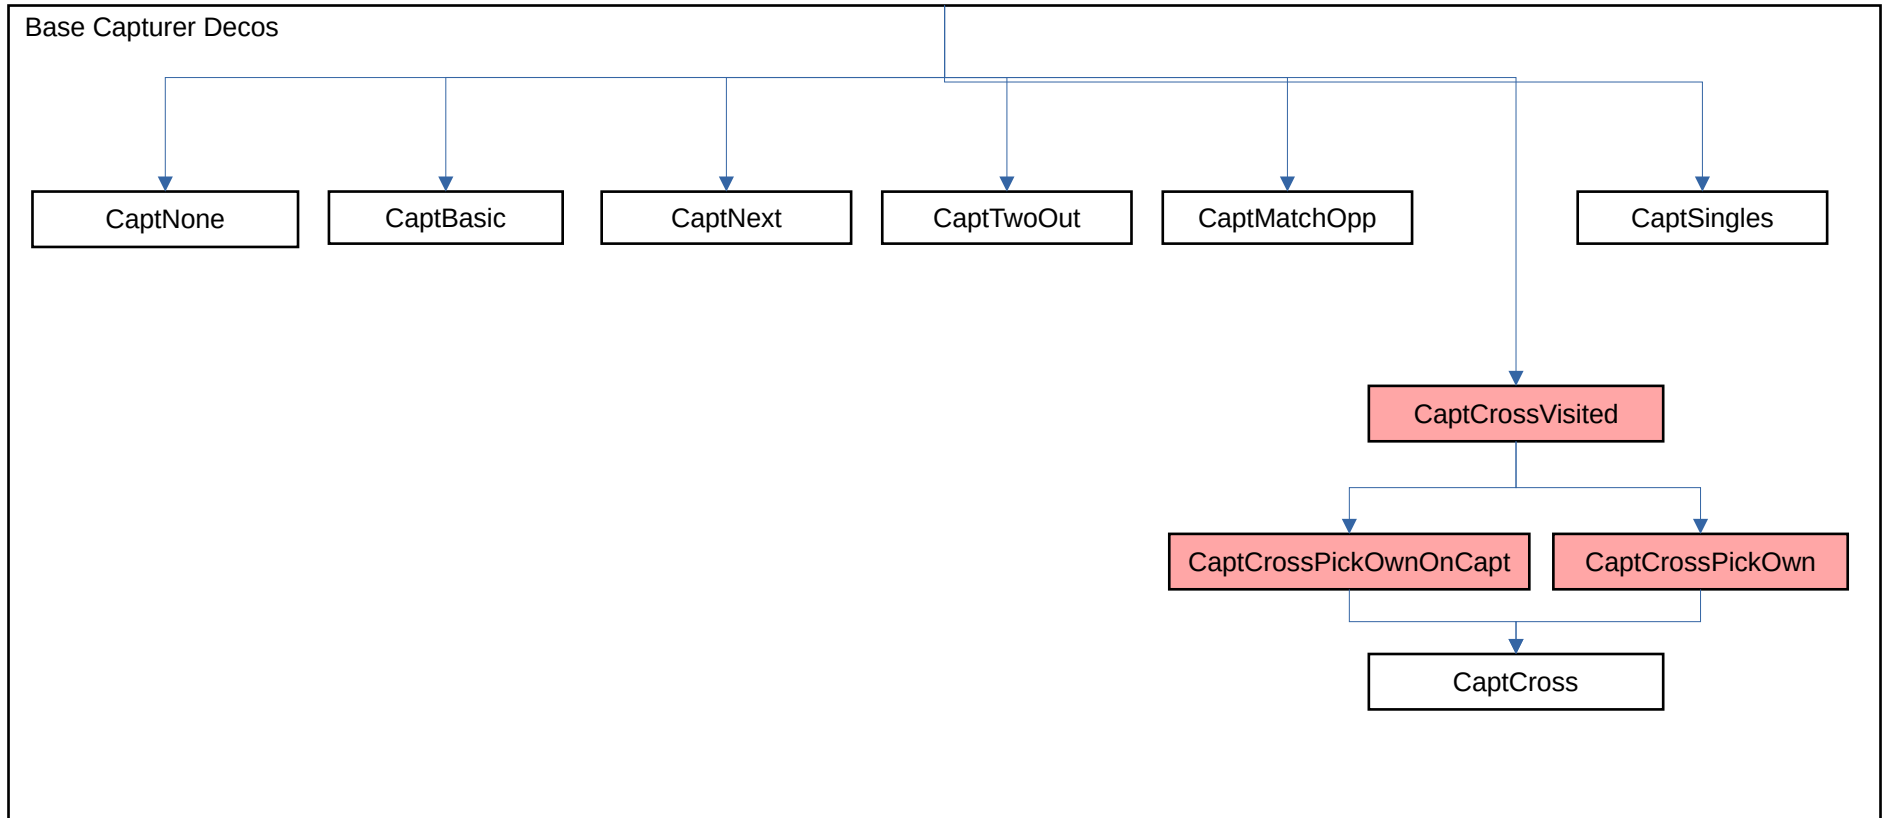 Base Capturer Decos
CaptNone
CaptBasic
CaptNext
CaptTwoOut
CaptMatchOpp
CaptSingles
CaptCrossVisited
CaptCrossPickOwnOnCapt
CaptCrossPickOwn
CaptCross